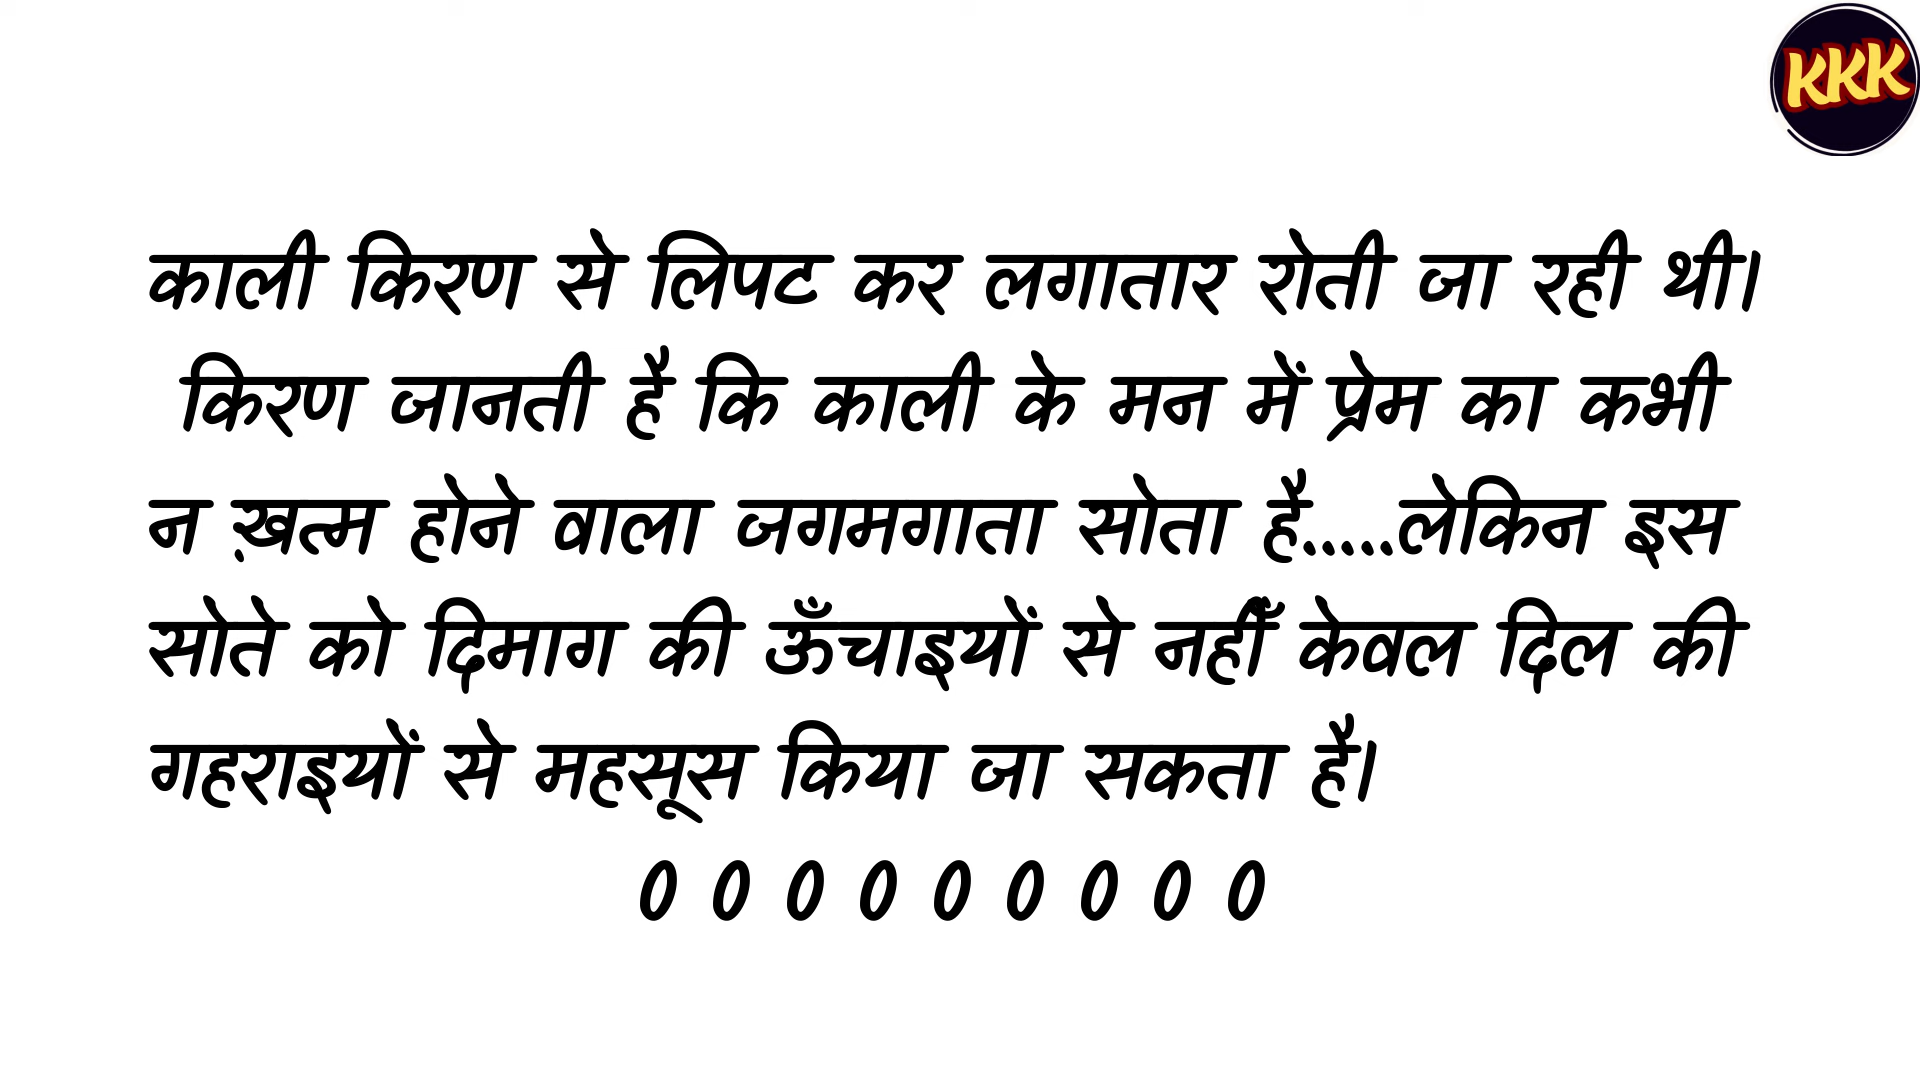 KKK
काली किरण से लिपट कर लगातार रोती जा रही थी।
किरण जानती है कि काली के मन में प्रेम का कभी
न ख़त्म होने वाला जगमगाता सोता है.....लेकिन इस
सोते को दिमाग की ऊँचाइयों से नहीँ केवल दिल की
गहराइयों से महसूस किया जा सकता है।
0 0 0 0 0 0 0 0 0